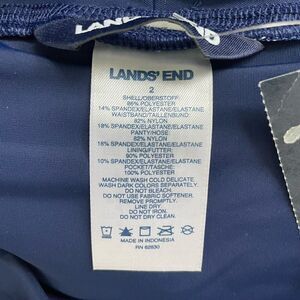 LANDS' END
LANDS' END
2
SHELL/OBERSTOFF:
86% POLYESTER
14% SPANDEX/ELASTANE/ELASTANE
WAISTBAND/TAILLENBUND:
82% NYLON
18% SPANDEX/ELASTANE/ELASTANE
PANTY/HOSE:
82% NYLON
18% SPANDEX/ELASTANE/ELASTANE
LINING/FUTTER:
90% POLYESTER
10% SPANDEX/ELASTANE/ELASTANE
POCKET/TASCHE:
100% POLYESTER
MACHINE WASH COLD DELICATE.
WASH DARK COLORS SEPARATELY.
DO NOT BLEACH.
DO NOT USE FABRIC SOFTENER.
REMOVE PROMPTLY.
LINE DRY.
DO NOT IRON.
DO NOT DRY CLEAN.
MADE IN INDONESIA
RN 62830